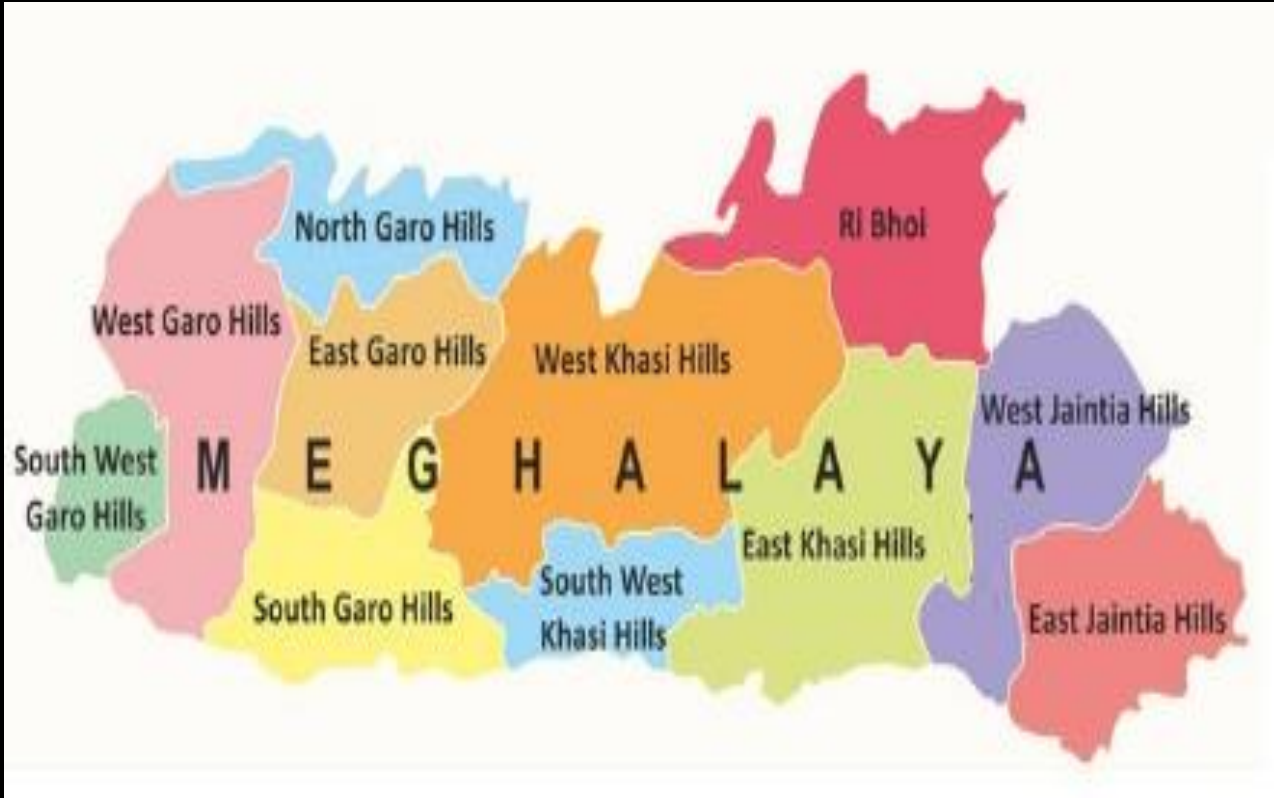 Ri Bhoi
North Garo Hills
West Garo Hills
East Garo Hills
West Khasi Hills
West Jaintia Hills
South West
Garo Hills
M E G H A L A Y A
East Khasi Hills
South West
Khasi Hills
South Garo Hills
East Jaintia Hills